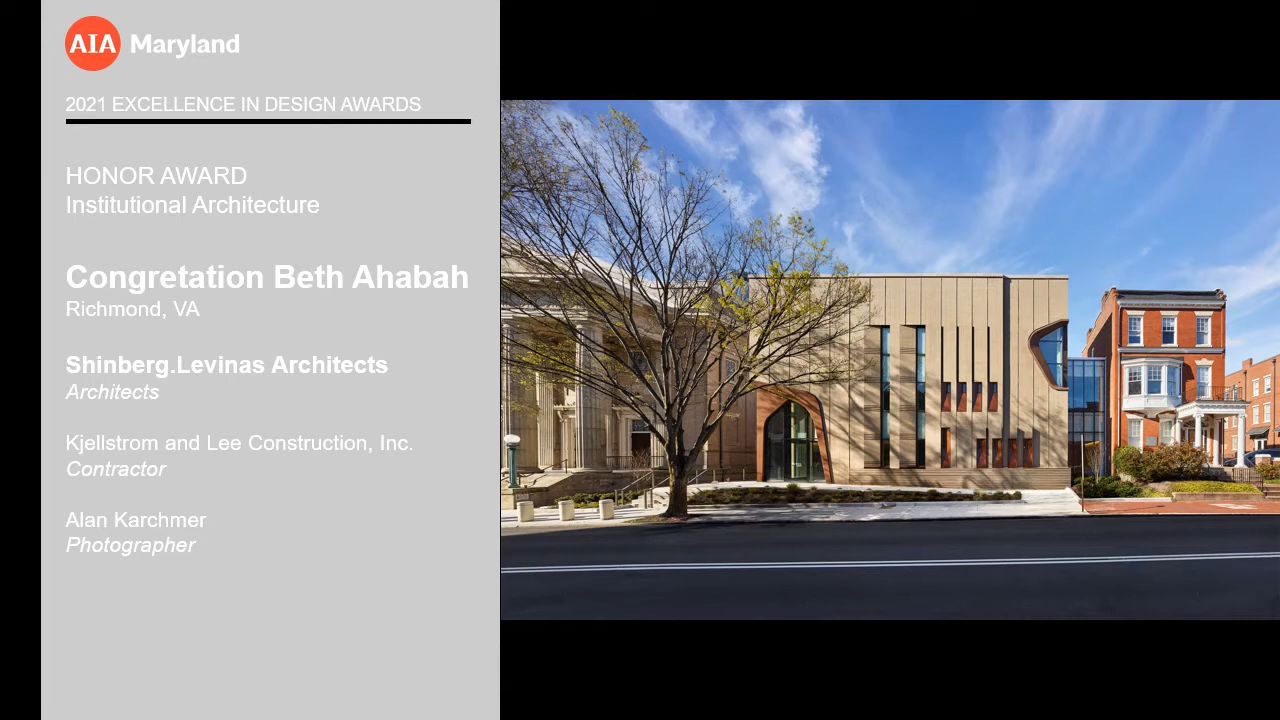 AIA Maryland
2021 EXCELLENCE IN DESIGN AWARDS
HONOR AWARD
Institutional Architecture
Congretation Beth Ahabah
Richmond, VA
Shinberg.Levinas Architects
Architects
Kjellstrom and Lee Construction, Inc.
Contractor
Alan Karchmer
Photographer